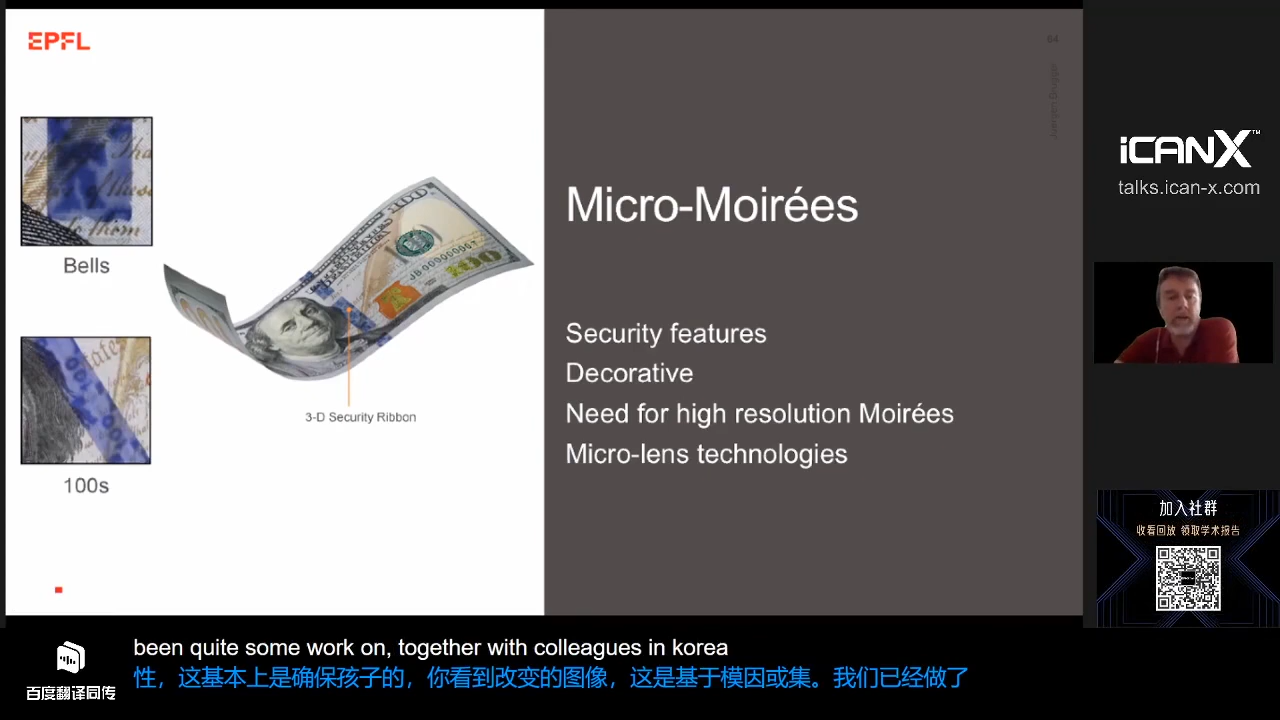 EPFL
64
Juergen Brugger
Bells
100s
3-D Security Ribbon
Micro-Moirées
Security features
Decorative
Need for high resolution Moirées
Micro-lens technologies
iCANX™
talks.ican-x.com
加入社群
收看回放 领取学术报告
been quite some work on, together with colleagues in korea
性，这基本上是确保孩子的，你看到改变的图像，这是基于模因或集。我们已经做了
百度翻译同传